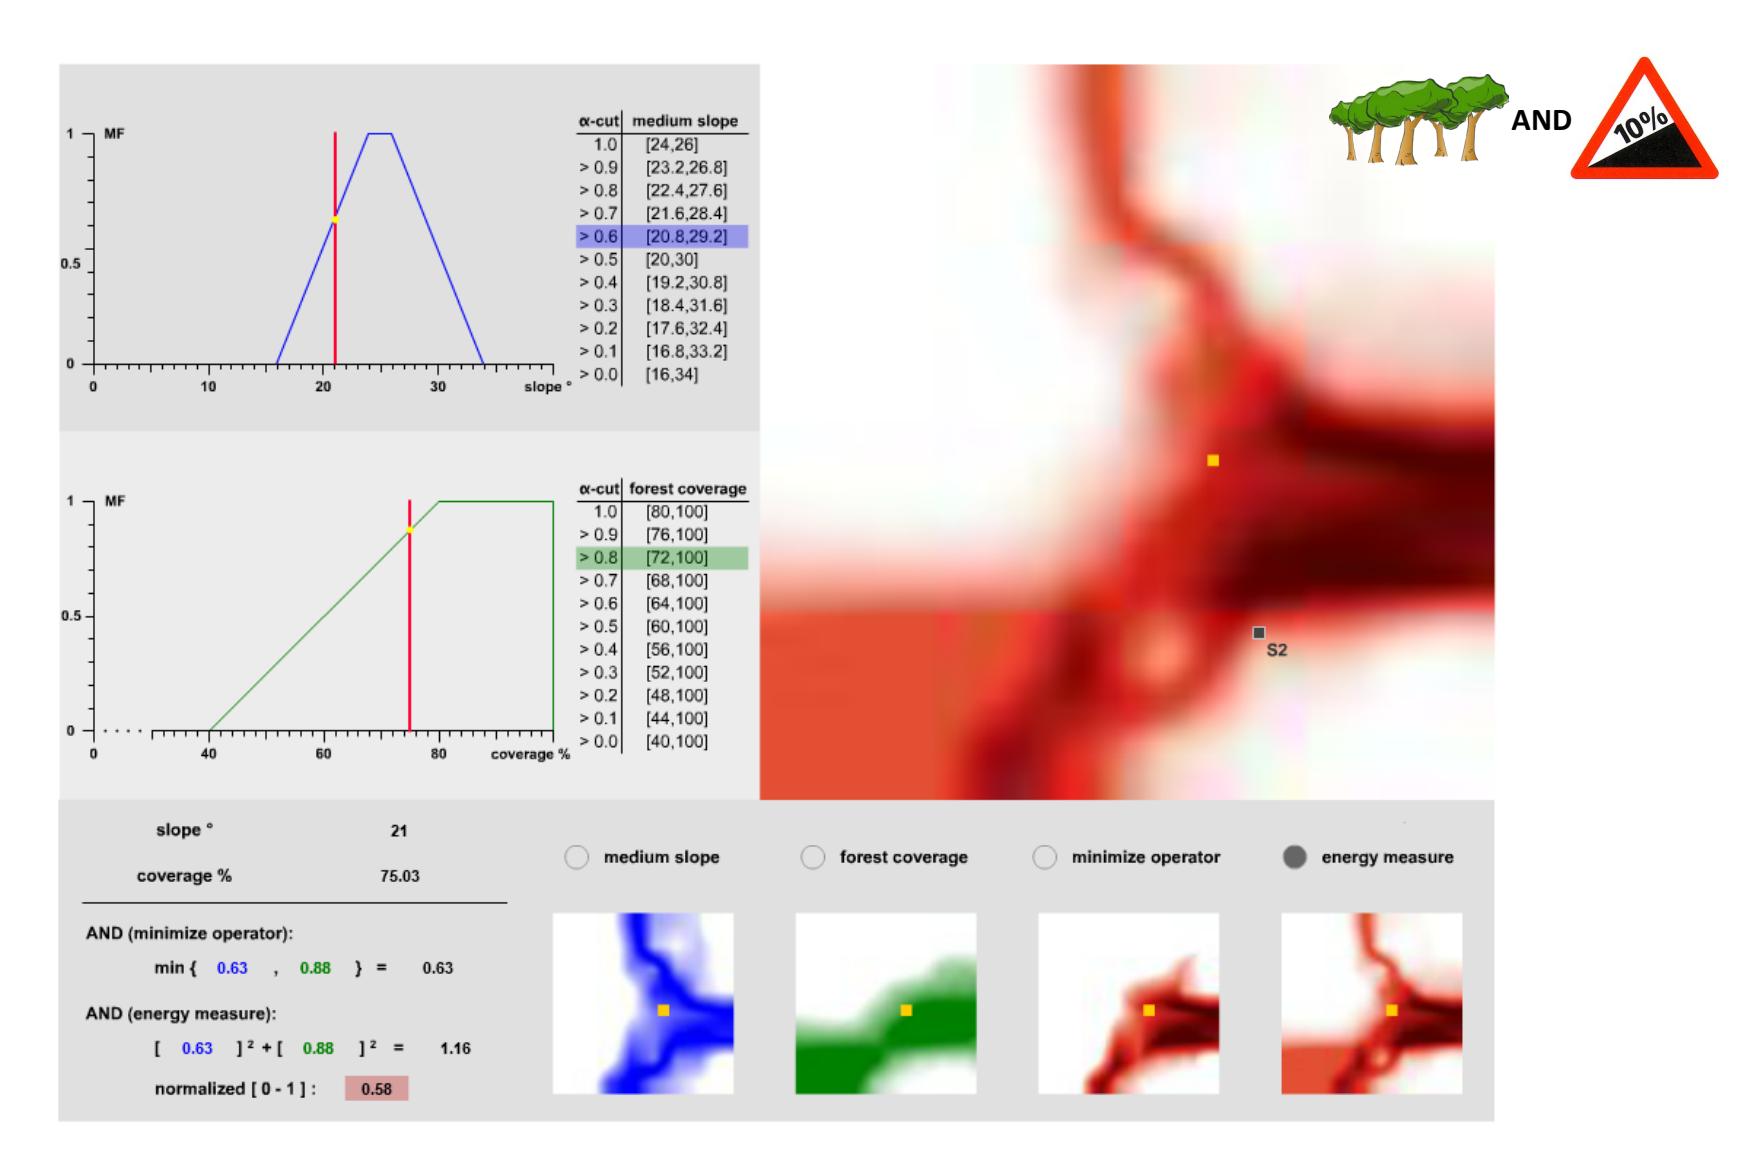 1 MF
0.5
0
0 10 20 30 slope °
α-cut medium slope
1.0 [24,26]
> 0.9 [23.2,26.8]
> 0.8 [22.4,27.6]
> 0.7 [21.6,28.4]
> 0.6 [20.8,29.2]
> 0.5 [20,30]
> 0.4 [19.2,30.8]
> 0.3 [18.4,31.6]
> 0.2 [17.6,32.4]
> 0.1 [16.8,33.2]
> 0.0 [16,34]
AND
10%
1 MF
0.5
0
0 40 60 80 coverage %
α-cut forest coverage
1.0 [80,100]
> 0.9 [76,100]
> 0.8 [72,100]
> 0.7 [68,100]
> 0.6 [64,100]
> 0.5 [60,100]
> 0.4 [56,100]
> 0.3 [52,100]
> 0.2 [48,100]
> 0.1 [44,100]
> 0.0 [40,100]
S2
slope ° 21
coverage % 75.03
AND (minimize operator):
min { 0.63 , 0.88 } = 0.63
AND (energy measure):
[ 0.63 ]² + [ 0.88 ]² = 1.16
normalized [ 0 - 1 ] : 0.58
medium slope
forest coverage
minimize operator
energy measure